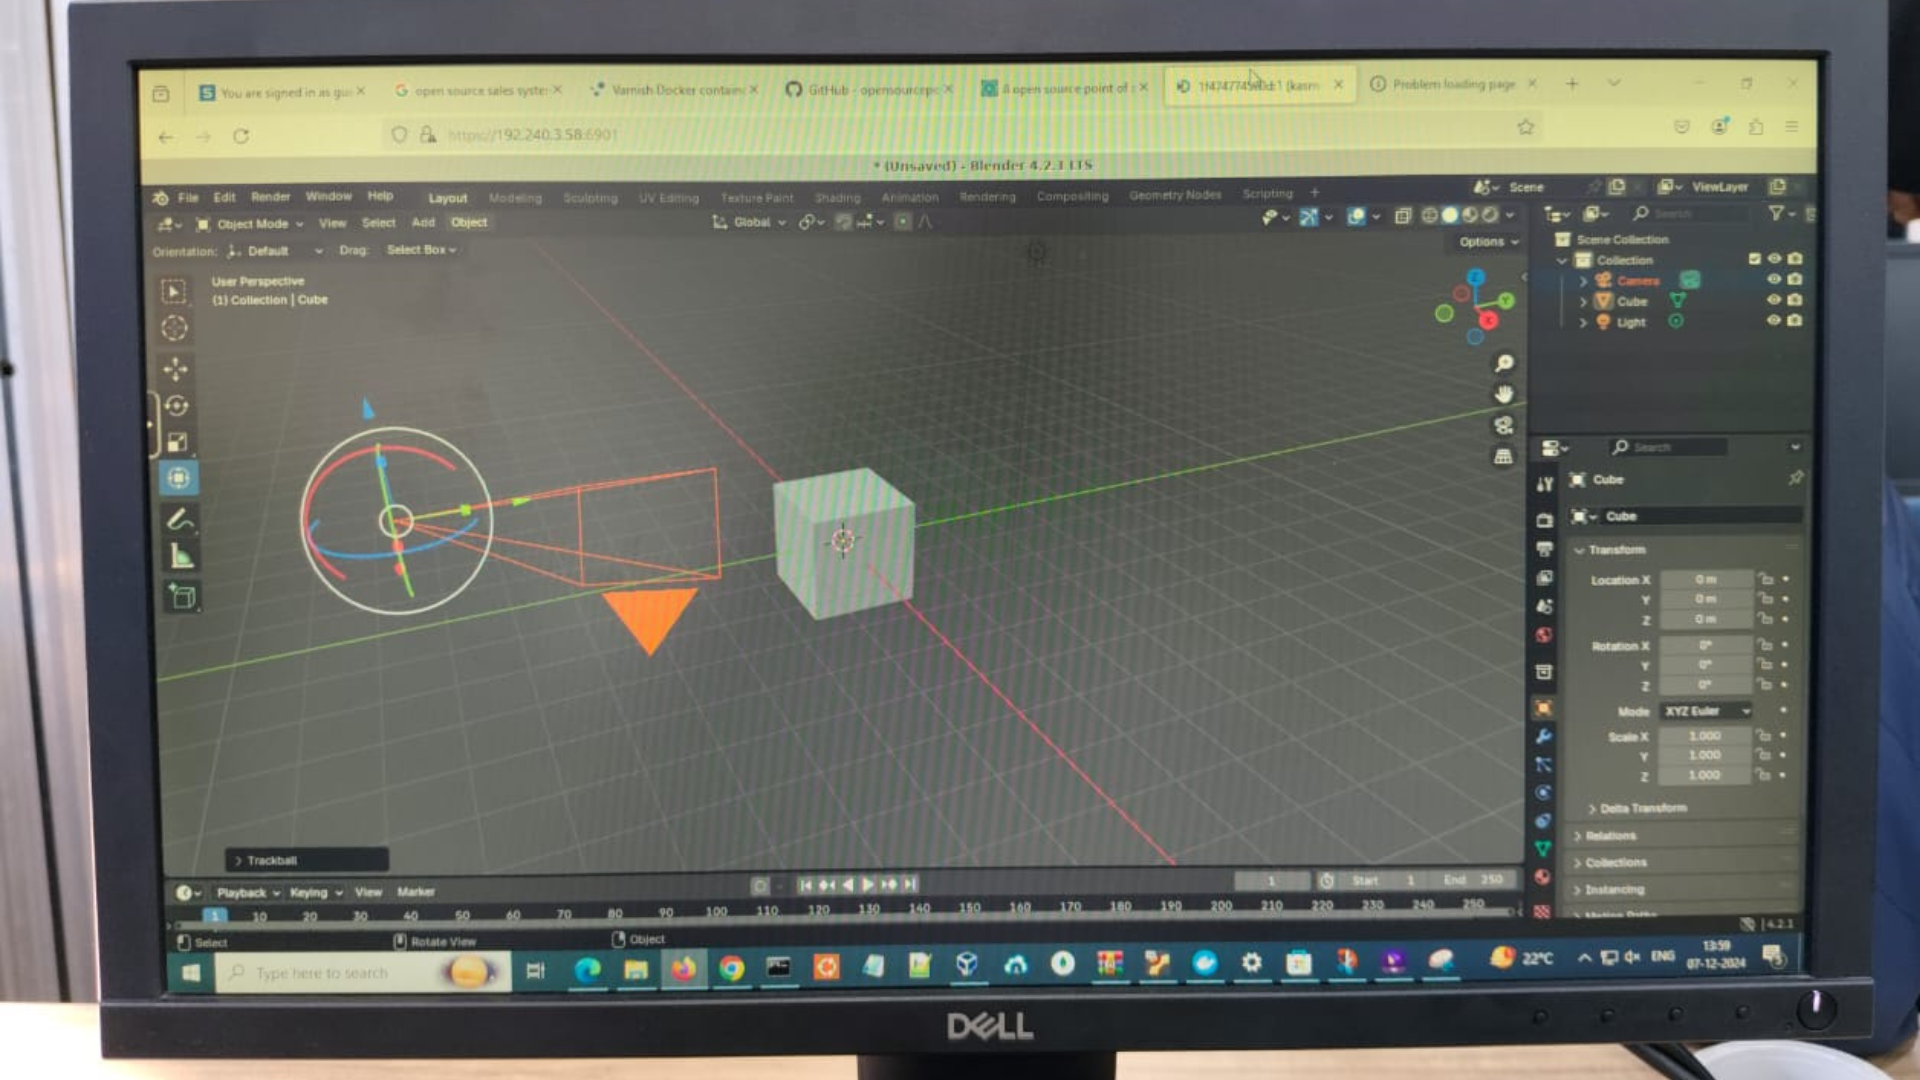 You are signed in as gu
open source sales syste
Varnish Docker contain
GitHub - opensourcepo
open source point of
Problem loading page
https://192.240.3.58:6901
* (Unsaved) - Blender 4.2.1 LTS
File Edit Render Window Help Layout Modeling Sculpting UV Editing Texture Paint Shading Animation Rendering Compositing Geometry Nodes Scripting + Scene ViewLayer
Object Mode View Select Add Object Global Search
Orientation: Default Drag: Select Box Options
User Perspective
(1) Collection | Cube
Scene Collection
Collection
Camera
Cube
Light
Z
Y
X
Search
Cube
Cube
Transform
Location X 0 m
Y 0 m
Z 0 m
Rotation X 0°
Y 0°
Z 0°
Mode XYZ Euler
Scale X 1.000
Y 1.000
Z 1.000
Delta Transform
Relations
Collections
Instancing
Motion Paths
Trackball
Playback Keying View Marker 1 Start 1 End 250
1 10 20 30 40 50 60 70 80 90 100 110 120 130 140 150 160 170 180 190 200 210 220 230 240 250
Select Rotate View Object 4.2.1
Type here to search 22°C ENG 13:59
07-12-2024
DELL